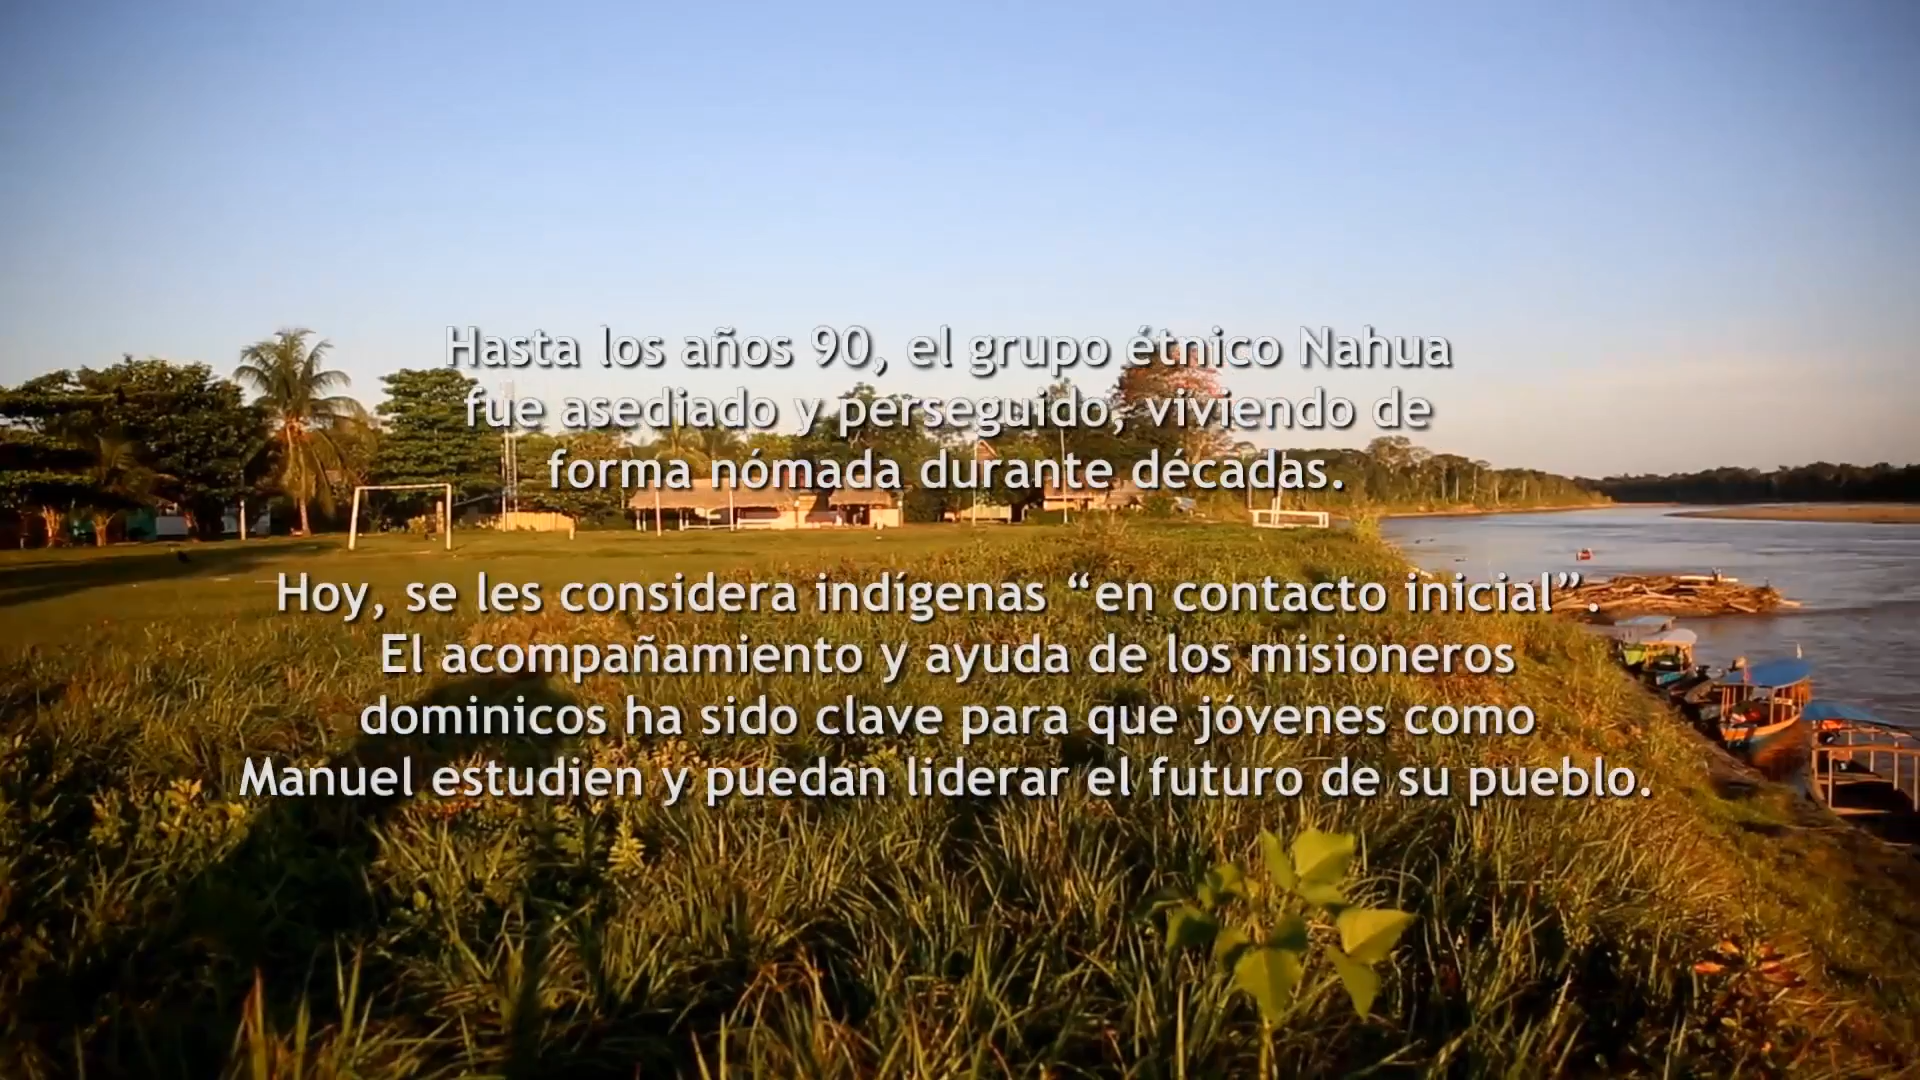 Hasta los años 90, el grupo étnico Nahua
fue asediado y perseguido, viviendo de
forma nómada durante décadas.
Hoy, se les considera indígenas “en contacto inicial”.
El acompañamiento y ayuda de los misioneros
dominicos ha sido clave para que jóvenes como
Manuel estudien y puedan liderar el futuro de su pueblo.